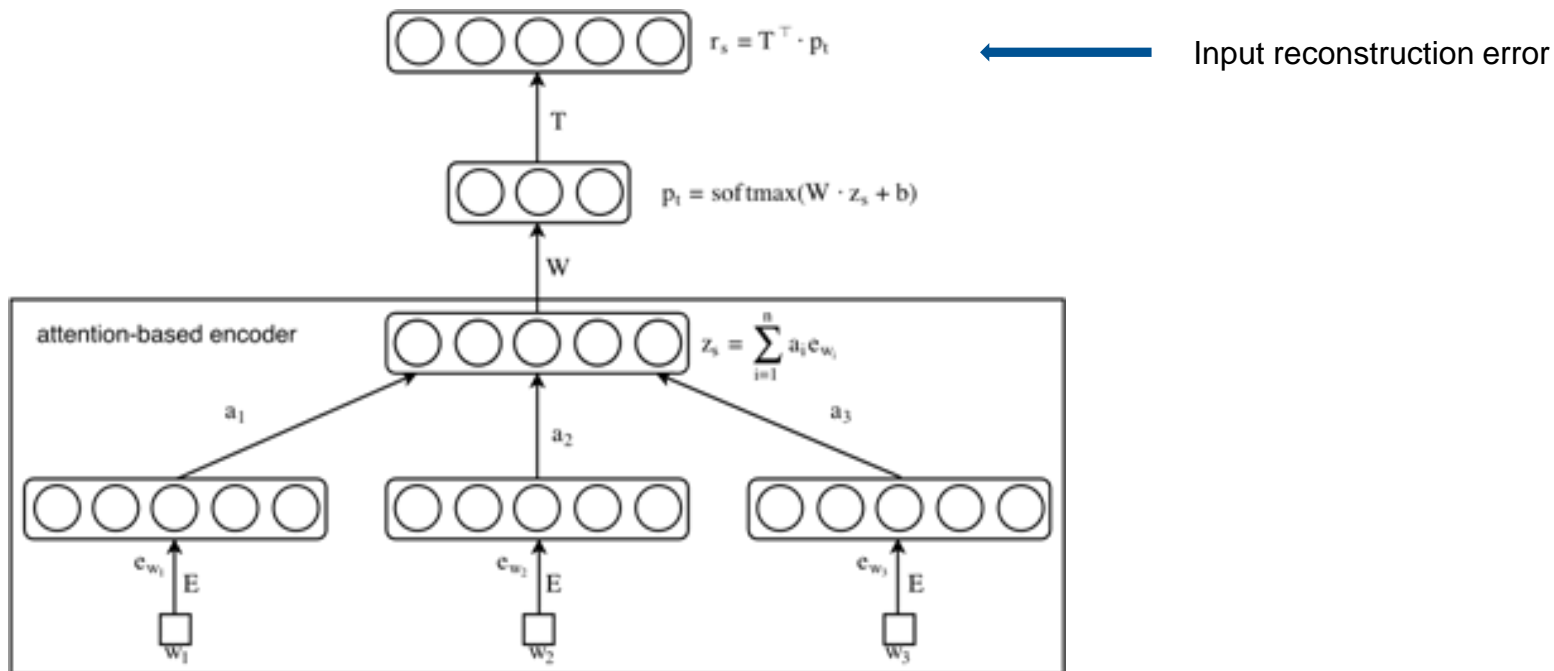 r_s = T^⊤ · p_t
Input reconstruction error
T
p_t = softmax(W · z_s + b)
W
attention-based encoder
z_s = ∑_{i=1}^{n} a_i e_{w_i}
a_1
a_2
a_3
e_{w_1} E
e_{w_2} E
e_{w_3} E
w_1
w_2
w_3